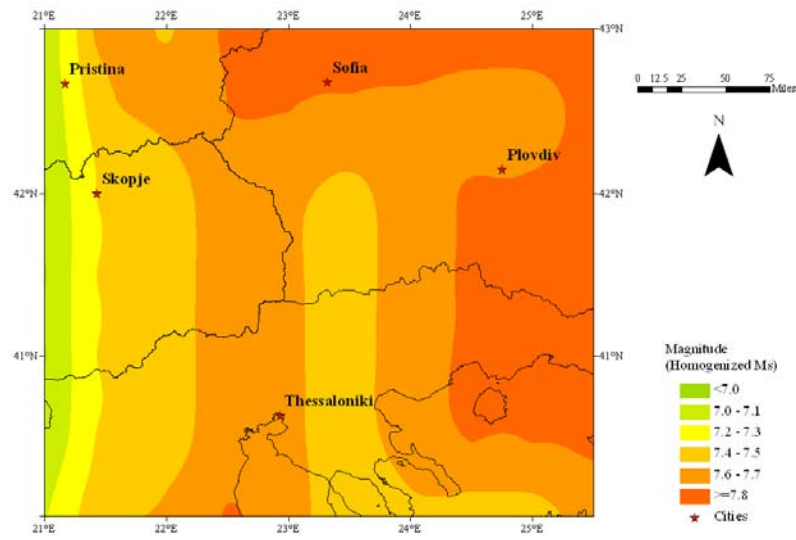 21°E 22°E 23°E 24°E 25°E
43°N 43°N
Pristina
Sofia
0 12.5 25 50 75
Miles
N
Plovdiv
42°N 42°N
Skopje
41°N 41°N
Magnitude
(Homogenized Ms)
<7.0
7.0 - 7.1
7.2 - 7.3
7.4 - 7.5
7.6 - 7.7
>=7.8
Cities
Thessaloniki
21°E 22°E 23°E 24°E 25°E